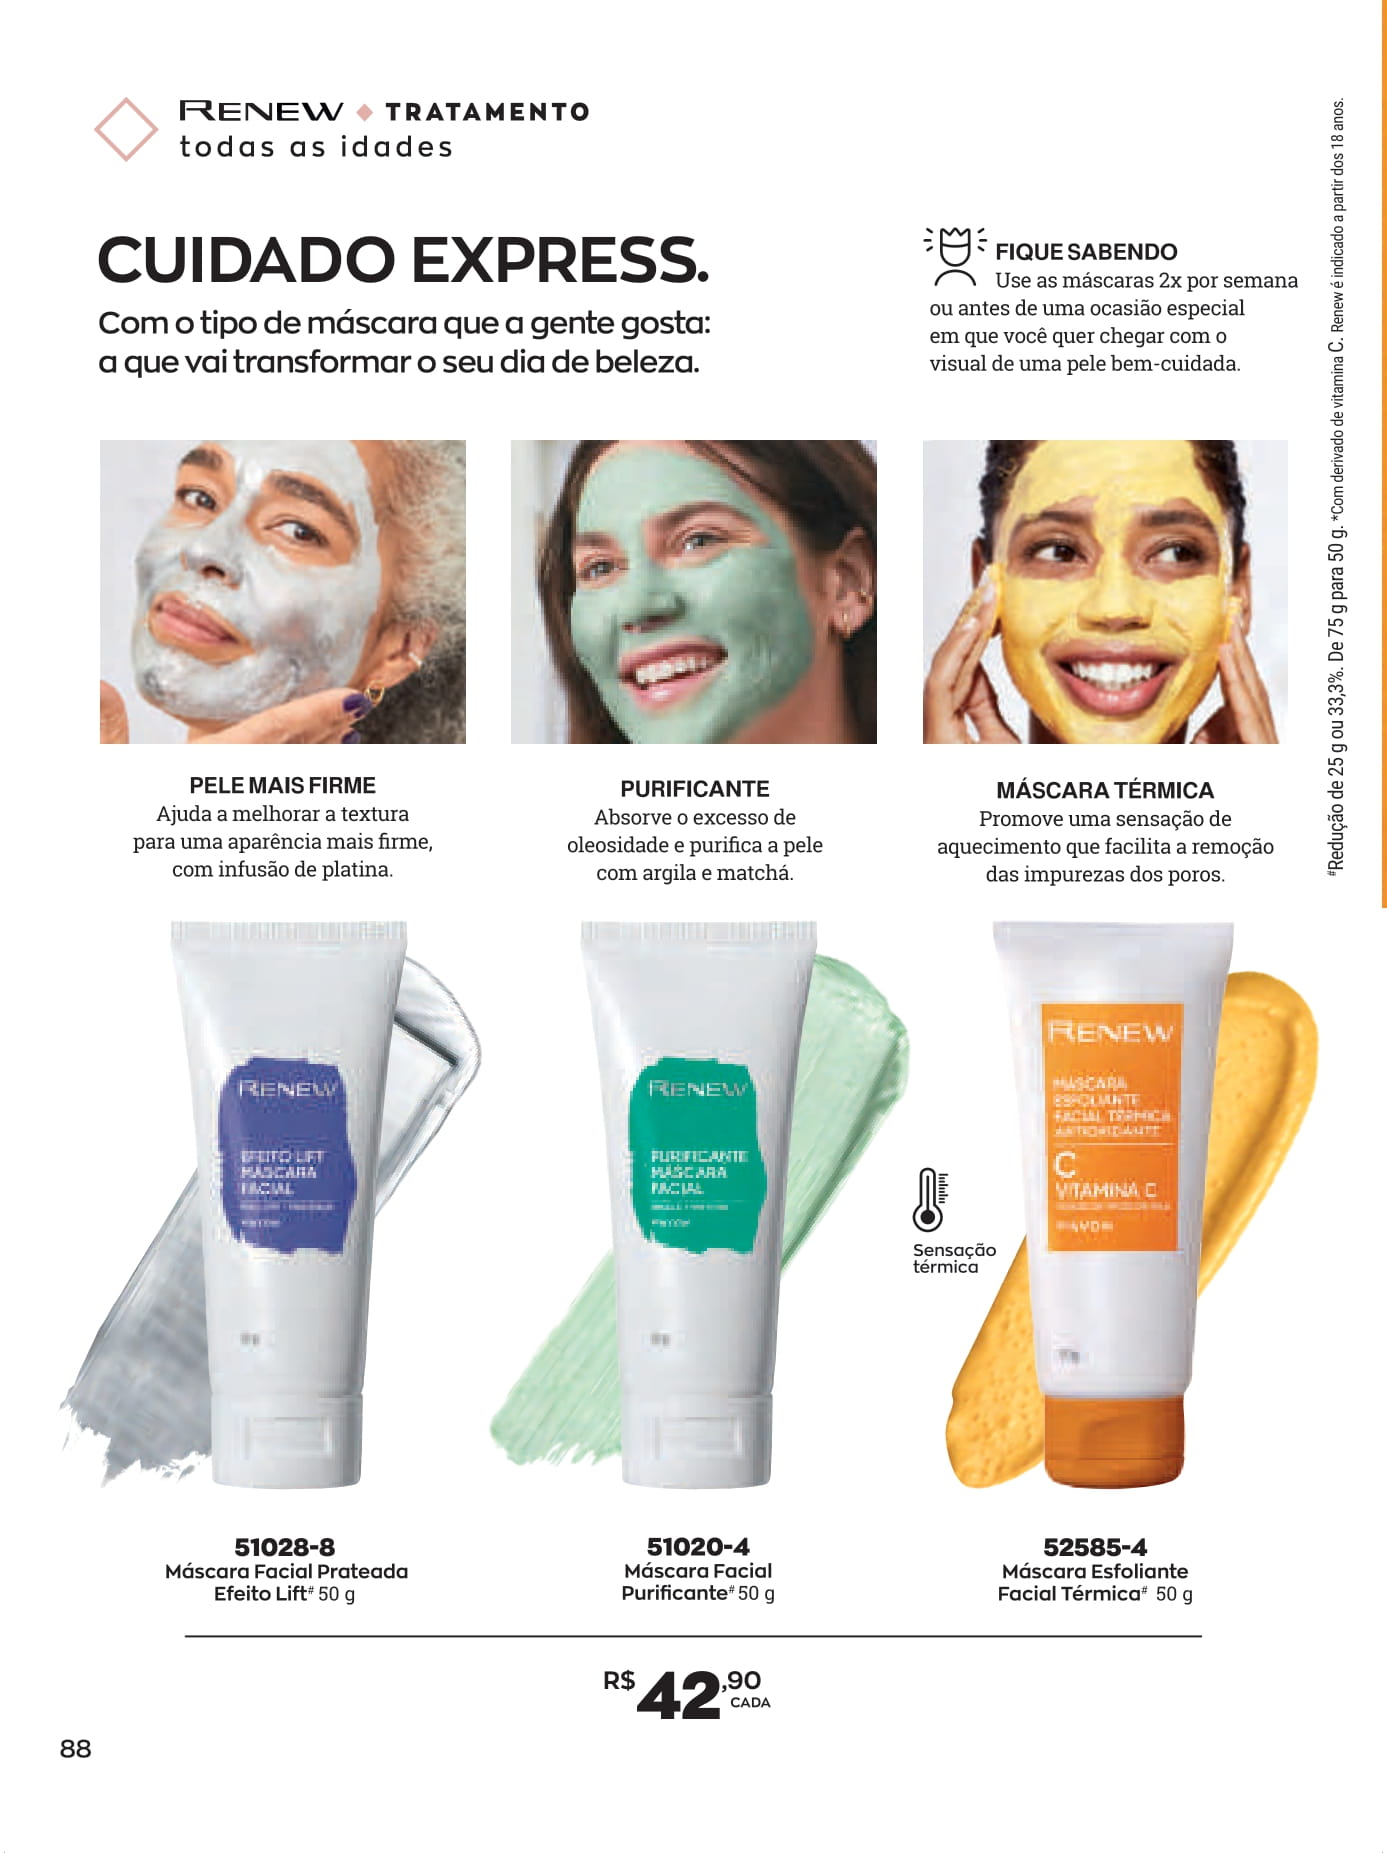 RENEW TRATAMENTO
todas as idades
CUIDADO EXPRESS.
Com o tipo de máscara que a gente gosta:
a que vai transformar o seu dia de beleza.
FIQUE SABENDO
Use as máscaras 2x por semana
ou antes de uma ocasião especial
em que você quer chegar com o
visual de uma pele bem-cuidada.
#Redução de 25 g ou 33,3%. De 75 g para 50 g. *Com derivado de vitamina C. Renew é indicado a partir dos 18 anos.
PELE MAIS FIRME
Ajuda a melhorar a textura
para uma aparência mais firme,
com infusão de platina.
PURIFICANTE
Absorve o excesso de
oleosidade e purifica a pele
com argila e matchá.
MÁSCARA TÉRMICA
Promove uma sensação de
aquecimento que facilita a remoção
das impurezas dos poros.
RENEW
EFEITO LIFT
MÁSCARA
FACIAL
RENEW
PURIFICANTE
MÁSCARA
FACIAL
RENEW
MÁSCARA
ESFOLIANTE
FACIAL TÉRMICA
ANTIOXIDANTE
C
VITAMINA C
AVON
Sensação
térmica
51028-8
Máscara Facial Prateada
Efeito Lift# 50 g
51020-4
Máscara Facial
Purificante# 50 g
52585-4
Máscara Esfoliante
Facial Térmica# 50 g
R$ 42,90
CADA
88